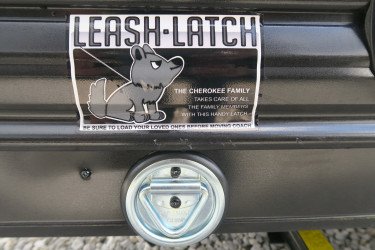 LEASH-LATCH
THE CHEROKEE FAMILY
TAKES CARE OF ALL
THE FAMILY MEMBERS
WITH THIS HANDY LATCH
BE SURE TO LOAD YOUR LOVED ONES BEFORE MOVING COACH